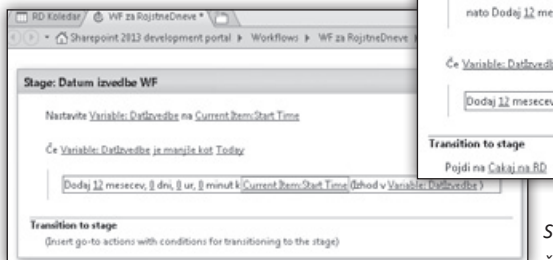 RD Koledar WF za RojstneDneve *
Sharepoint 2013 development portal Workflows WF za RojstneDneve
Stage: Datum izvedbe WF
Nastavite Variable: DatIzvedbe na Current Item:Start Time
Če Variable: DatIzvedbe je manjše kot Today
Dodaj 12 mesecev, 0 dni, 0 ur, 0 minut k Current Item:Start Time (Izhod v Variable: DatIzvedbe )
Transition to stage
(Insert go-to actions with conditions for transitioning to the stage)
nato Dodaj 12
Če Variable:
Dodaj 12 mesecev
Transition to stage
Pojdi na Čakaj na RD